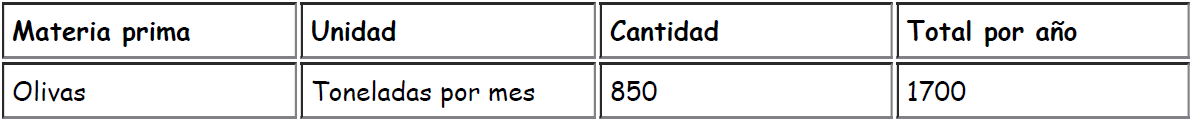 Materia prima Unidad Cantidad Total por año
Olivas Toneladas por mes 850 1700